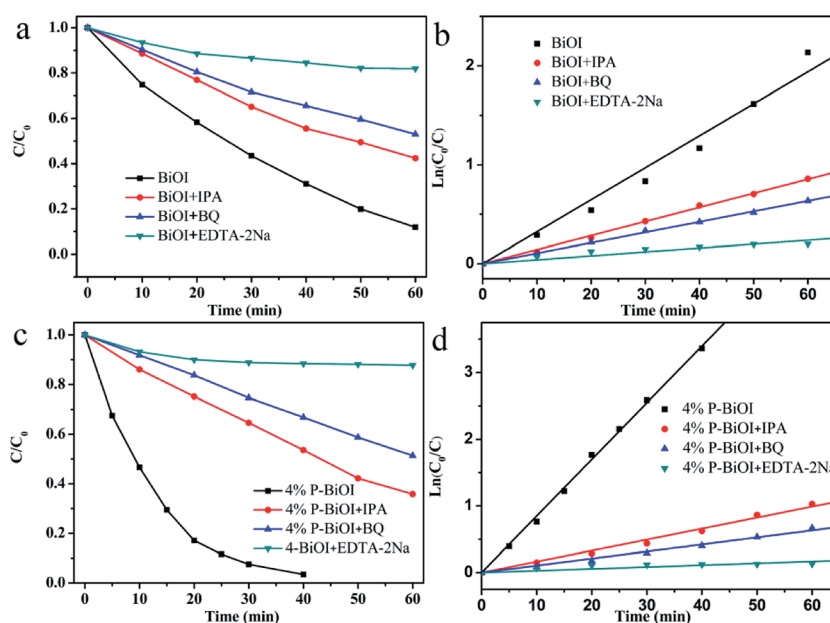 a
C/C0
1.0
0.8
0.6
0.4
0.2
0.0
BiOI
BiOI+IPA
BiOI+BQ
BiOI+EDTA-2Na
0 10 20 30 40 50 60
Time (min)
b
Ln(C0/C)
2
1
0
BiOI
BiOI+IPA
BiOI+BQ
BiOI+EDTA-2Na
0 10 20 30 40 50 60
Time (min)
c
C/C0
1.0
0.8
0.6
0.4
0.2
0.0
4% P-BiOI
4% P-BiOI+IPA
4% P-BiOI+BQ
4-BiOI+EDTA-2Na
0 10 20 30 40 50 60
Time (min)
d
Ln(C0/C)
3
2
1
0
4% P-BiOI
4% P-BiOI+IPA
4% P-BiOI+BQ
4% P-BiOI+EDTA-2Na
0 10 20 30 40 50 60
Time (min)